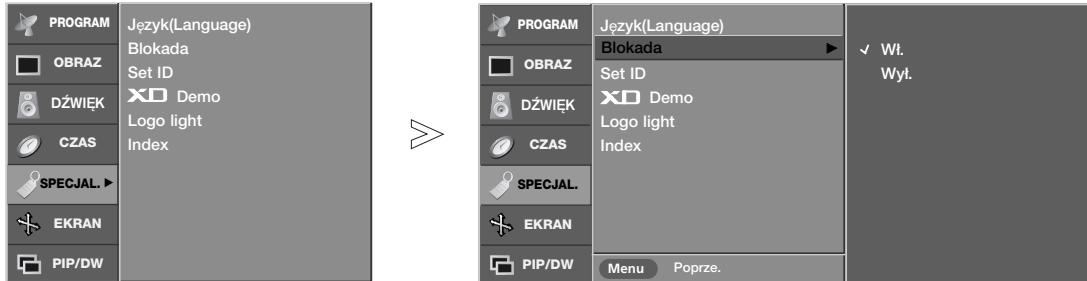 PROGRAM
OBRAZ
DŹWIĘK
CZAS
SPECJAL.
EKRAN
PIP/DW
Język(Language)
Blokada
Set ID
XD Demo
Logo light
Index
PROGRAM
OBRAZ
DŹWIĘK
CZAS
SPECJAL.
EKRAN
PIP/DW
Język(Language)
Blokada
Set ID
XD Demo
Logo light
Index
Menu Poprze.
Wł.
Wył.